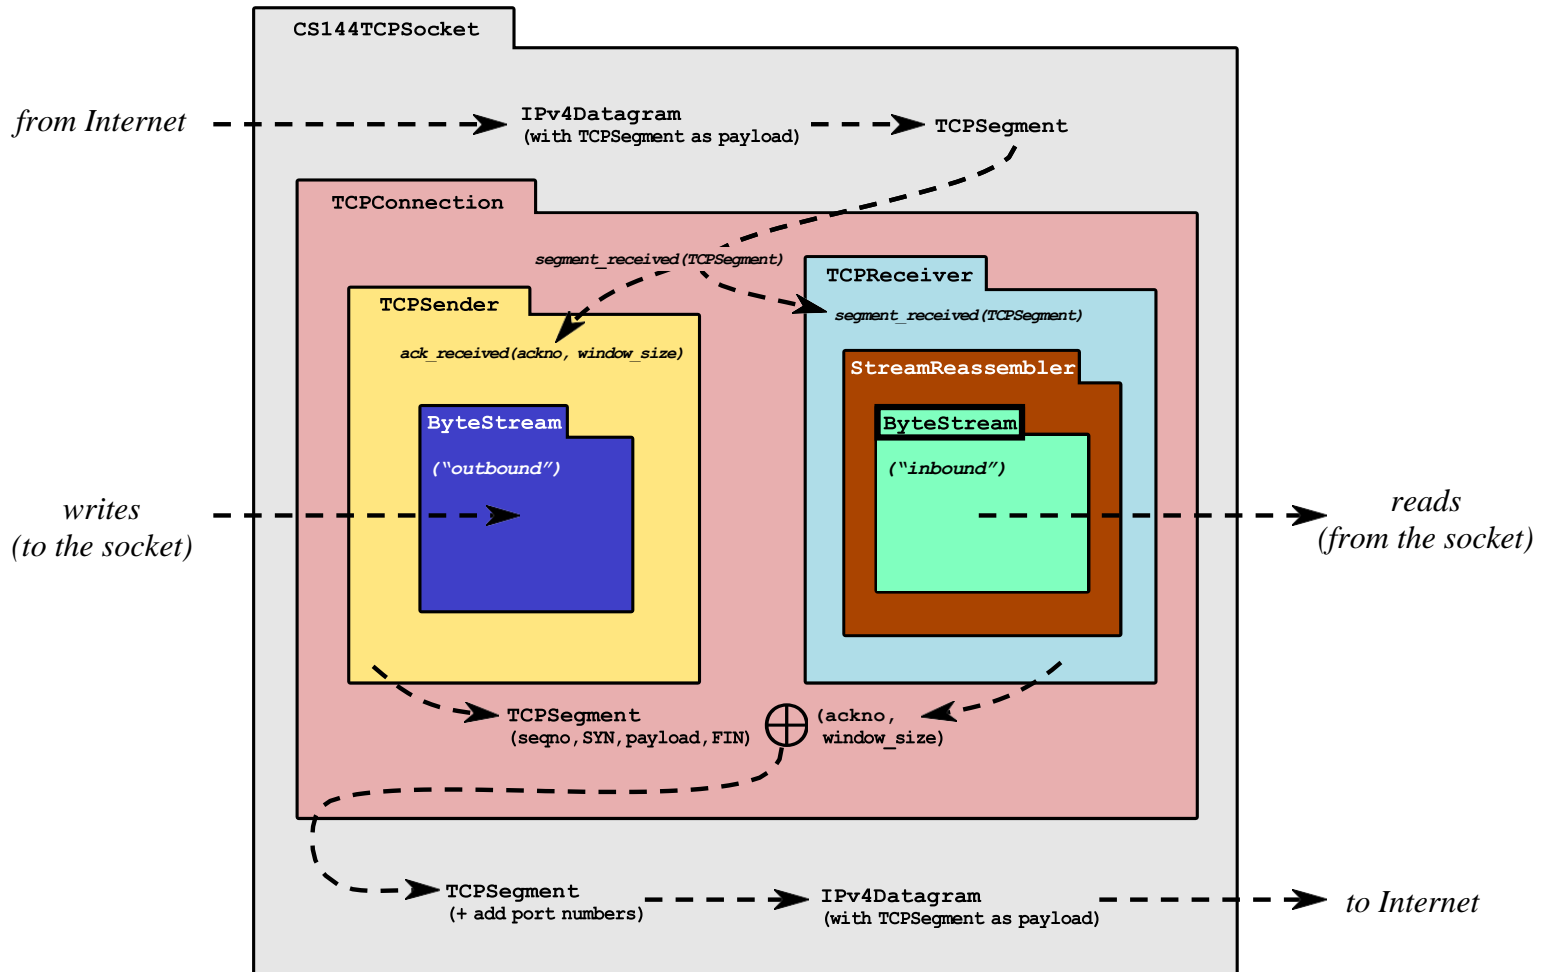 CS144TCPSocket
from Internet
IPv4Datagram
(with TCPSegment as payload)
TCPSegment
TCPConnection
segment_received(TCPSegment)
TCPReceiver
segment_received(TCPSegment)
TCPSender
ack_received(ackno, window_size)
StreamReassembler
ByteStream
(“outbound”)
ByteStream
(“inbound”)
writes
(to the socket)
reads
(from the socket)
TCPSegment
(seqno,SYN,payload,FIN)
(ackno,
window_size)
TCPSegment
(+ add port numbers)
IPv4Datagram
(with TCPSegment as payload)
to Internet